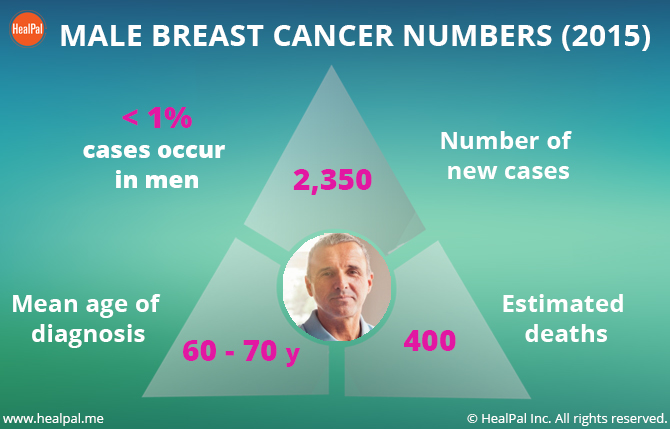 HealPal
MALE BREAST CANCER NUMBERS (2015)
< 1%
cases occur
in men
2,350
Number of
new cases
Mean age of
diagnosis
60 - 70 y
400
Estimated
deaths
www.healpal.me
© HealPal Inc. All rights reserved.